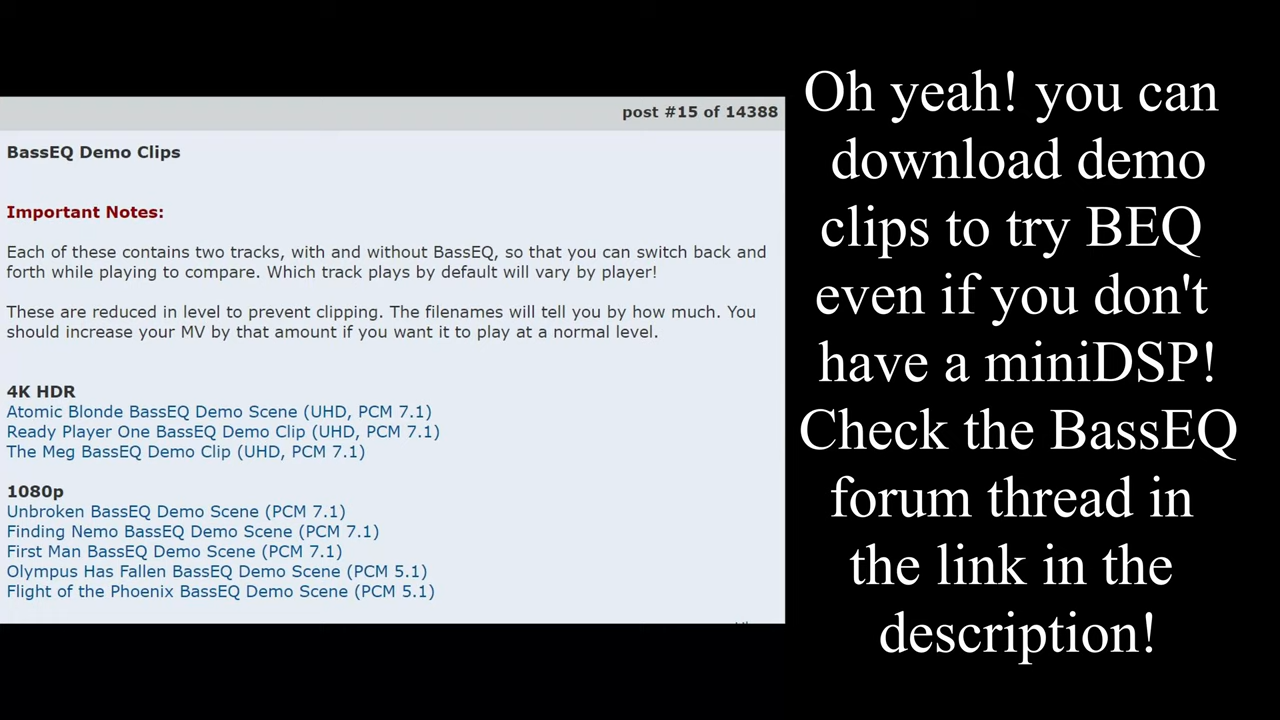 post #15 of 14388
BassEQ Demo Clips
Important Notes:
Each of these contains two tracks, with and without BassEQ, so that you can switch back and
forth while playing to compare. Which track plays by default will vary by player!
These are reduced in level to prevent clipping. The filenames will tell you by how much. You
should increase your MV by that amount if you want it to play at a normal level.
4K HDR
Atomic Blonde BassEQ Demo Scene (UHD, PCM 7.1)
Ready Player One BassEQ Demo Clip (UHD, PCM 7.1)
The Meg BassEQ Demo Clip (UHD, PCM 7.1)
1080p
Unbroken BassEQ Demo Scene (PCM 7.1)
Finding Nemo BassEQ Demo Scene (PCM 7.1)
First Man BassEQ Demo Scene (PCM 7.1)
Olympus Has Fallen BassEQ Demo Scene (PCM 5.1)
Flight of the Phoenix BassEQ Demo Scene (PCM 5.1)
Oh yeah! you can
download demo
clips to try BEQ
even if you don't
have a miniDSP!
Check the BassEQ
forum thread in
the link in the
description!